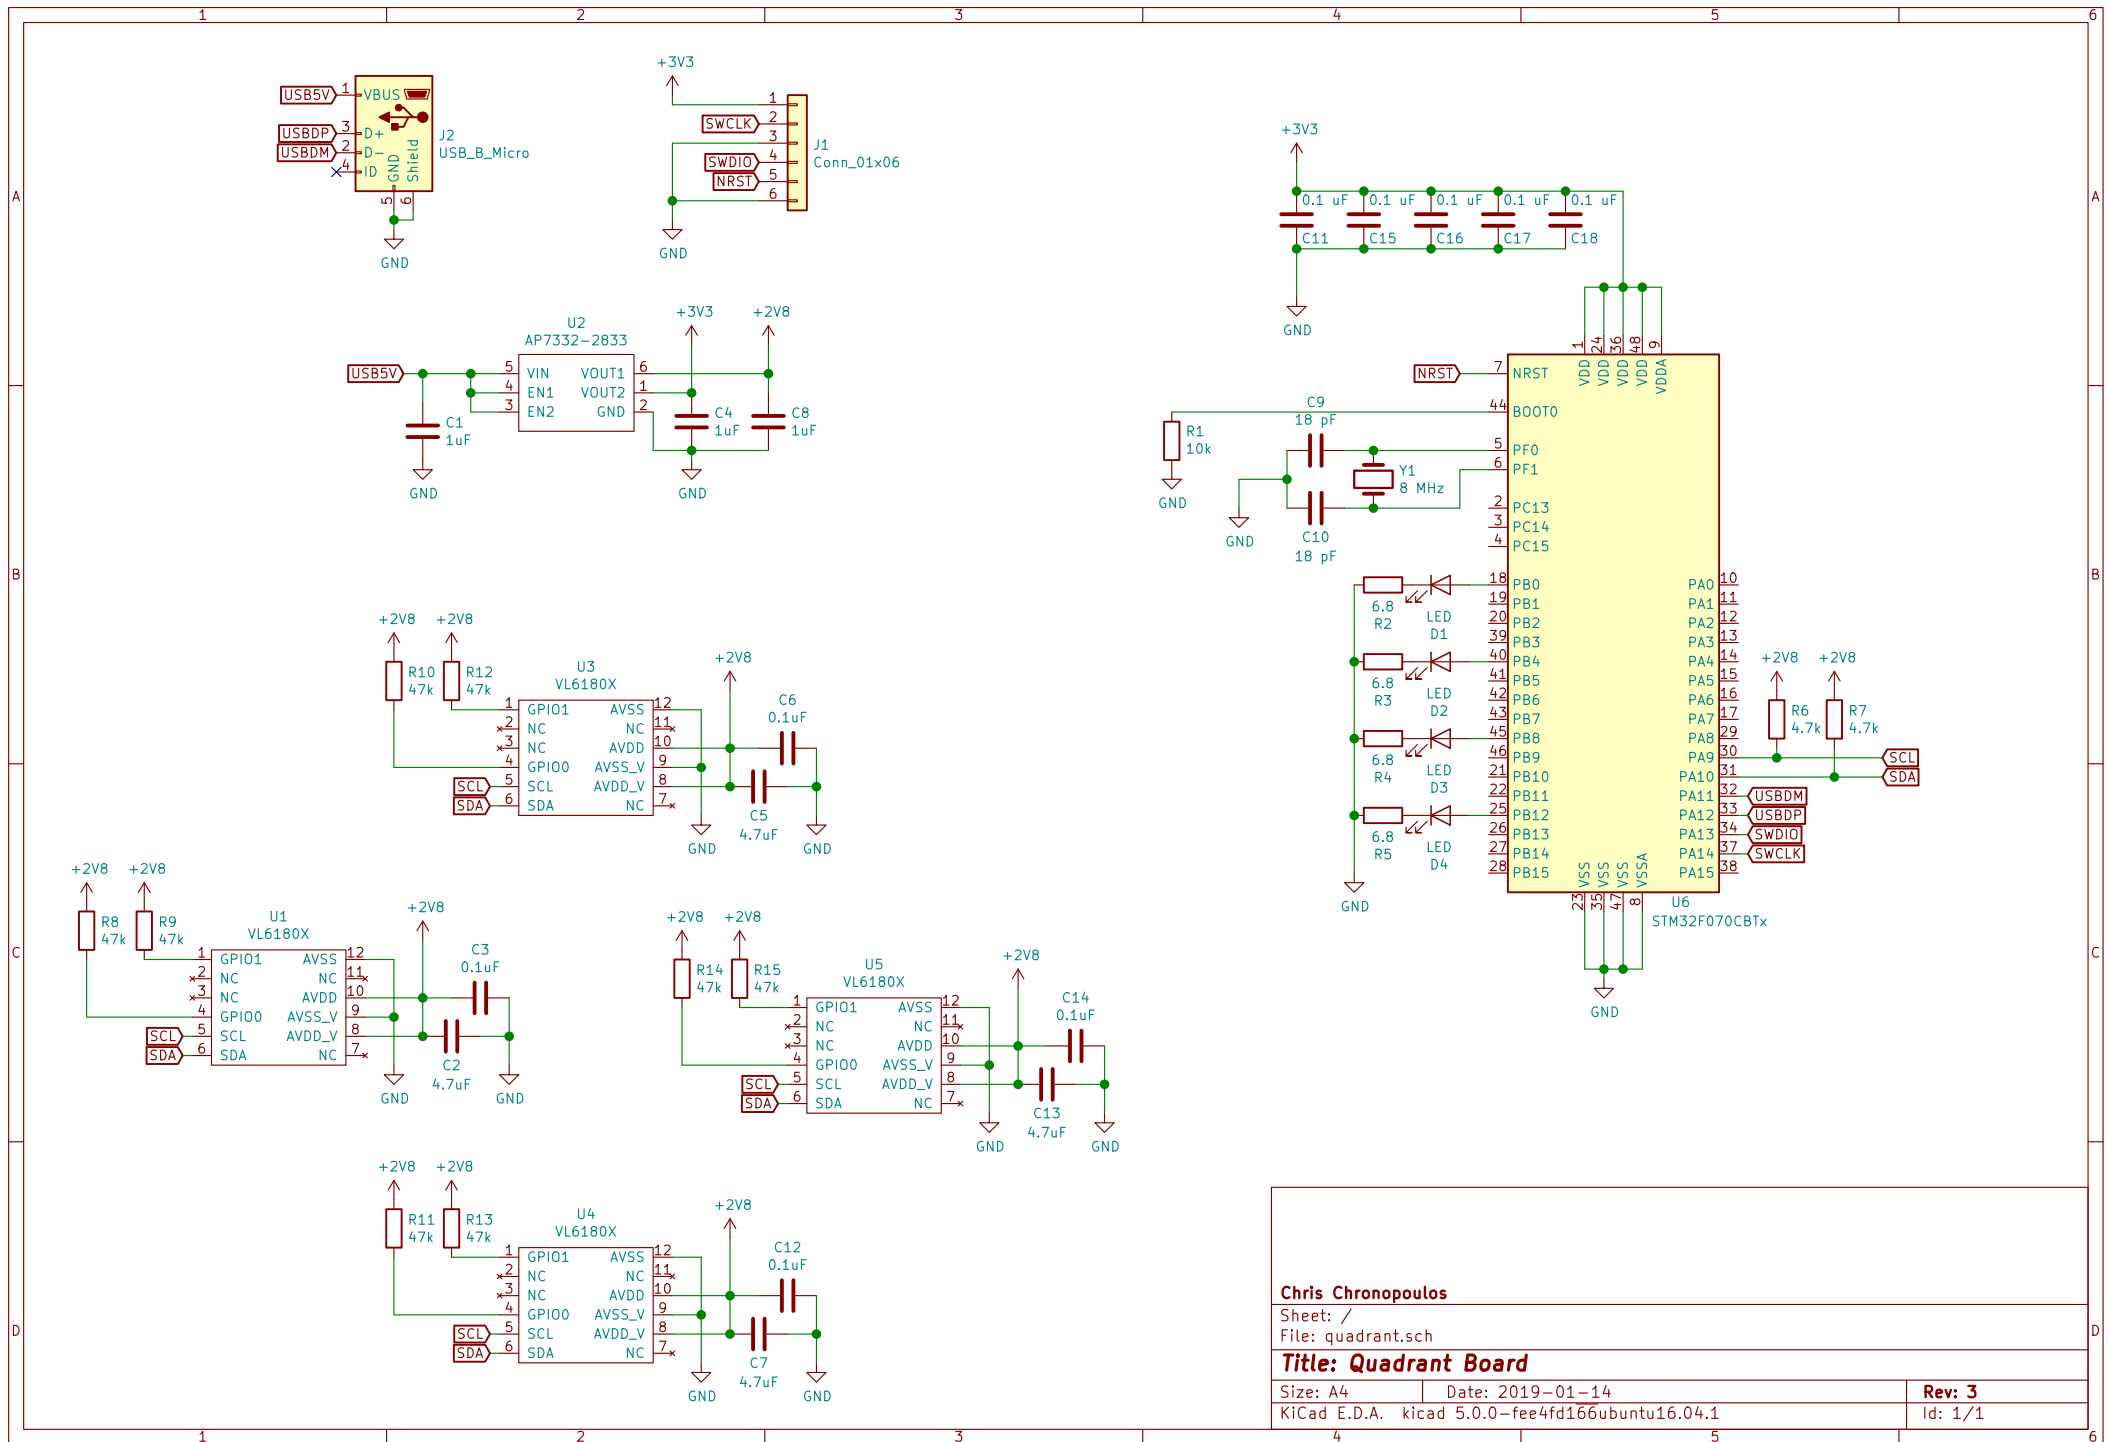 1 2 3 4 5 6
A
B
C
D
A
B
C
D
1 2 3 4 5 6
USB5V 1 VBUS
USBDP 3 D+
USBDM 2 D-
4 ID
GND
Shield
5
6
J2
USB_B_Micro
GND
+3V3
1
SWCLK 2
3
SWDIO 4
NRST 5
6
J1
Conn_01x06
GND
U2
AP7332-2833
USB5V
5 VIN VOUT1 6
4 EN1 VOUT2 1
3 EN2 GND 2
C1
1uF
GND
+3V3
+2V8
C4
1uF
C8
1uF
GND
+2V8 +2V8
R10
47k
R12
47k
U3
VL6180X
1 GPIO1 AVSS 12
2 NC NC 11
3 NC AVDD 10
4 GPIO0 AVSS_V 9
SCL 5 SCL AVDD_V 8
SDA 6 SDA NC 7
+2V8
C6
0.1uF
C5
4.7uF
GND GND
+2V8 +2V8
R8
47k
R9
47k
U1
VL6180X
1 GPIO1 AVSS 12
2 NC NC 11
3 NC AVDD 10
4 GPIO0 AVSS_V 9
SCL 5 SCL AVDD_V 8
SDA 6 SDA NC 7
+2V8
C3
0.1uF
C2
4.7uF
GND GND
+2V8 +2V8
R14
47k
R15
47k
U5
VL6180X
1 GPIO1 AVSS 12
2 NC NC 11
3 NC AVDD 10
4 GPIO0 AVSS_V 9
SCL 5 SCL AVDD_V 8
SDA 6 SDA NC 7
+2V8
C14
0.1uF
C13
4.7uF
GND GND
+2V8 +2V8
R11
47k
R13
47k
U4
VL6180X
1 GPIO1 AVSS 12
2 NC NC 11
3 NC AVDD 10
4 GPIO0 AVSS_V 9
SCL 5 SCL AVDD_V 8
SDA 6 SDA NC 7
+2V8
C12
0.1uF
C7
4.7uF
GND GND
+3V3
0.1 uF 0.1 uF 0.1 uF 0.1 uF 0.1 uF
C11 C15 C16 C17 C18
GND
1 24 36 48 9
VDD VDD VDD VDD VDDA
NRST 7 NRST
44 BOOT0
R1
10k
GND
C9
18 pF
5 PF0
6 PF1
Y1
8 MHz
C10
18 pF
GND
2 PC13
3 PC14
4 PC15
18 PB0
19 PB1
20 PB2
39 PB3
40 PB4
41 PB5
42 PB6
43 PB7
45 PB8
46 PB9
21 PB10
22 PB11
25 PB12
26 PB13
27 PB14
28 PB15
6.8
R2
LED
D1
6.8
R3
LED
D2
6.8
R4
LED
D3
6.8
R5
LED
D4
GND
PA0 10
PA1 11
PA2 12
PA3 13
PA4 14
PA5 15
PA6 16
PA7 17
PA8 29
PA9 30
PA10 31
PA11 32 USBDM
PA12 33 USBDP
PA13 34 SWDIO
PA14 37 SWCLK
PA15 38
+2V8 +2V8
R6
4.7k
R7
4.7k
SCL
SDA
VSS VSS VSS VSSA
23 35 47 8
U6
STM32F070CBTx
GND
Chris Chronopoulos
Sheet: /
File: quadrant.sch
Title: Quadrant Board
Size: A4 Date: 2019-01-14 Rev: 3
KiCad E.D.A. kicad 5.0.0-fee4fd166ubuntu16.04.1 Id: 1/1